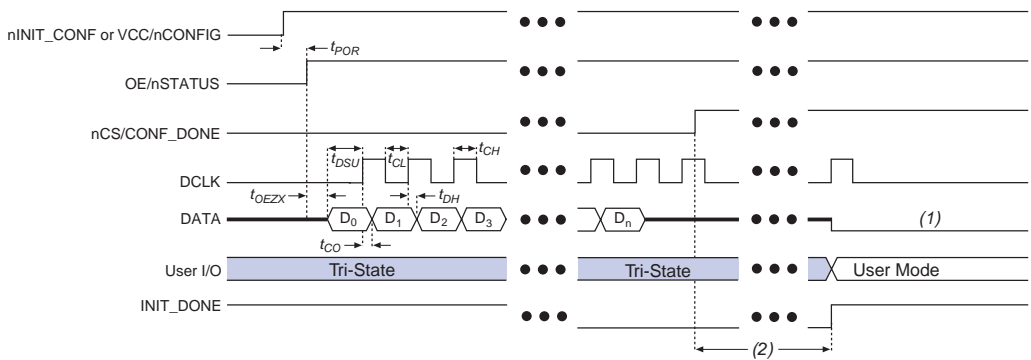 nINIT_CONF or VCC/nCONFIG
tPOR
OE/nSTATUS
nCS/CONF_DONE
tDSU
tCL
tCH
DCLK
tOEZX
tDH
DATA
D0
D1
D2
D3
Dn
(1)
tCO
User I/O
Tri-State
Tri-State
User Mode
INIT_DONE
(2)